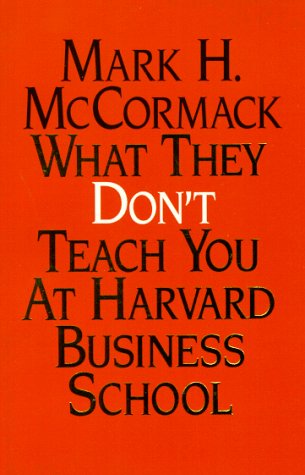 MARK H.
MCCORMACK
WHAT THEY
DON'T
TEACH YOU
AT HARVARD
BUSINESS
SCHOOL